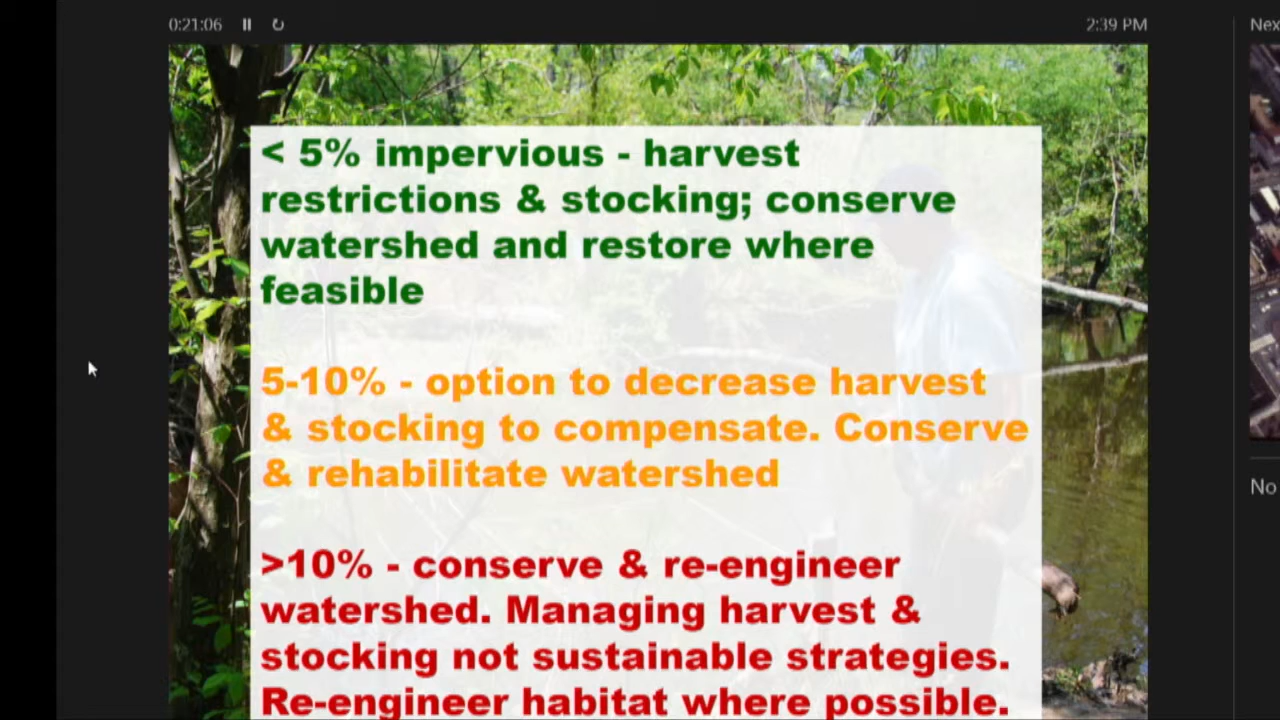 0:21:06
2:39 PM
< 5% impervious - harvest
restrictions & stocking; conserve
watershed and restore where
feasible
5-10% - option to decrease harvest
& stocking to compensate. Conserve
& rehabilitate watershed
>10% - conserve & re-engineer
watershed. Managing harvest &
stocking not sustainable strategies.
Re-engineer habitat where possible.
No